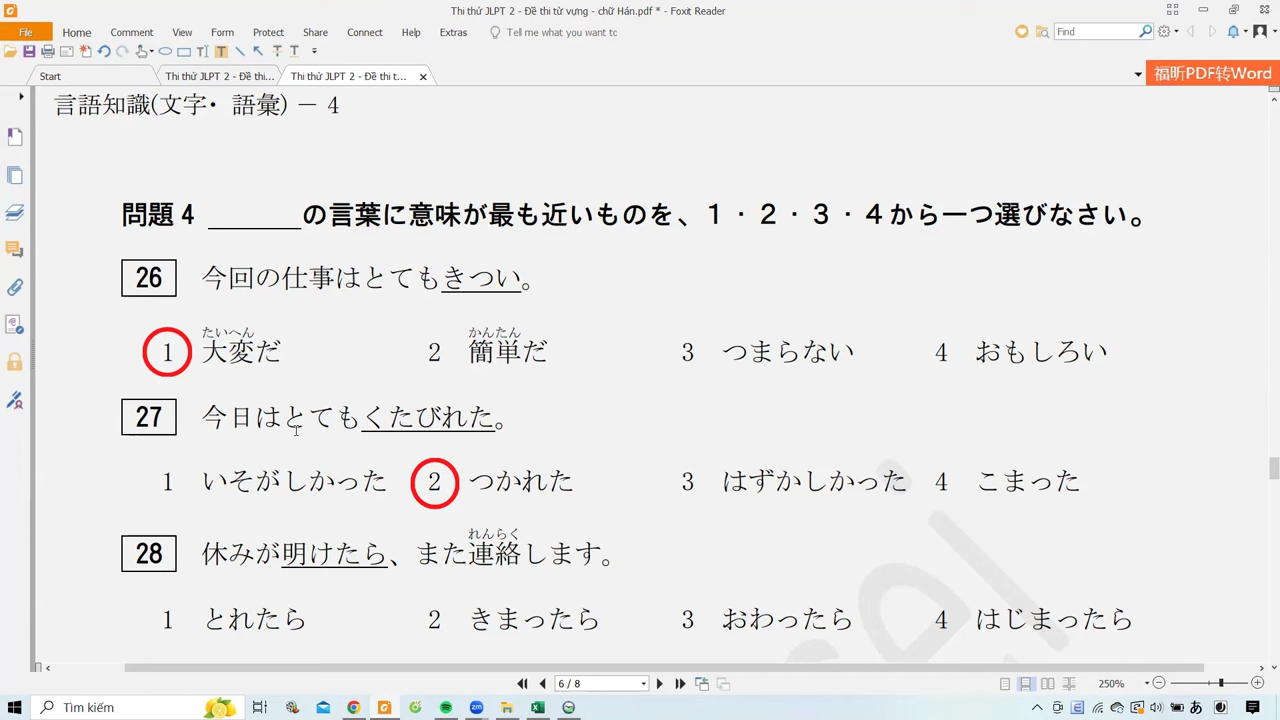 Thi thử JLPT 2 - Đề thi từ vựng - chữ Hán.pdf * - Foxit Reader
File Home Comment View Form Protect Share Connect Help Extras Tell me what you want to Find
Start Thi thử JLPT 2 - Đề thi... Thi thử JLPT 2 - Đề thi t... 福昕PDF转Word
言語知識(文字・語彙) － 4
問題4 ＿＿＿の言葉に意味が最も近いものを、1・2・3・4から一つ選びなさい。
26 今回の仕事はとてもきつい。
たいへん かんたん
1 大変だ 2 簡単だ 3 つまらない 4 おもしろい
27 今日はとてもくたびれた。
1 いそがしかった 2 つかれた 3 はずかしかった 4 こまった
れんらく
28 休みが明けたら、また連絡します。
1 とれたら 2 きまったら 3 おわったら 4 はじまったら
6 / 8 250%
Tìm kiếm あ